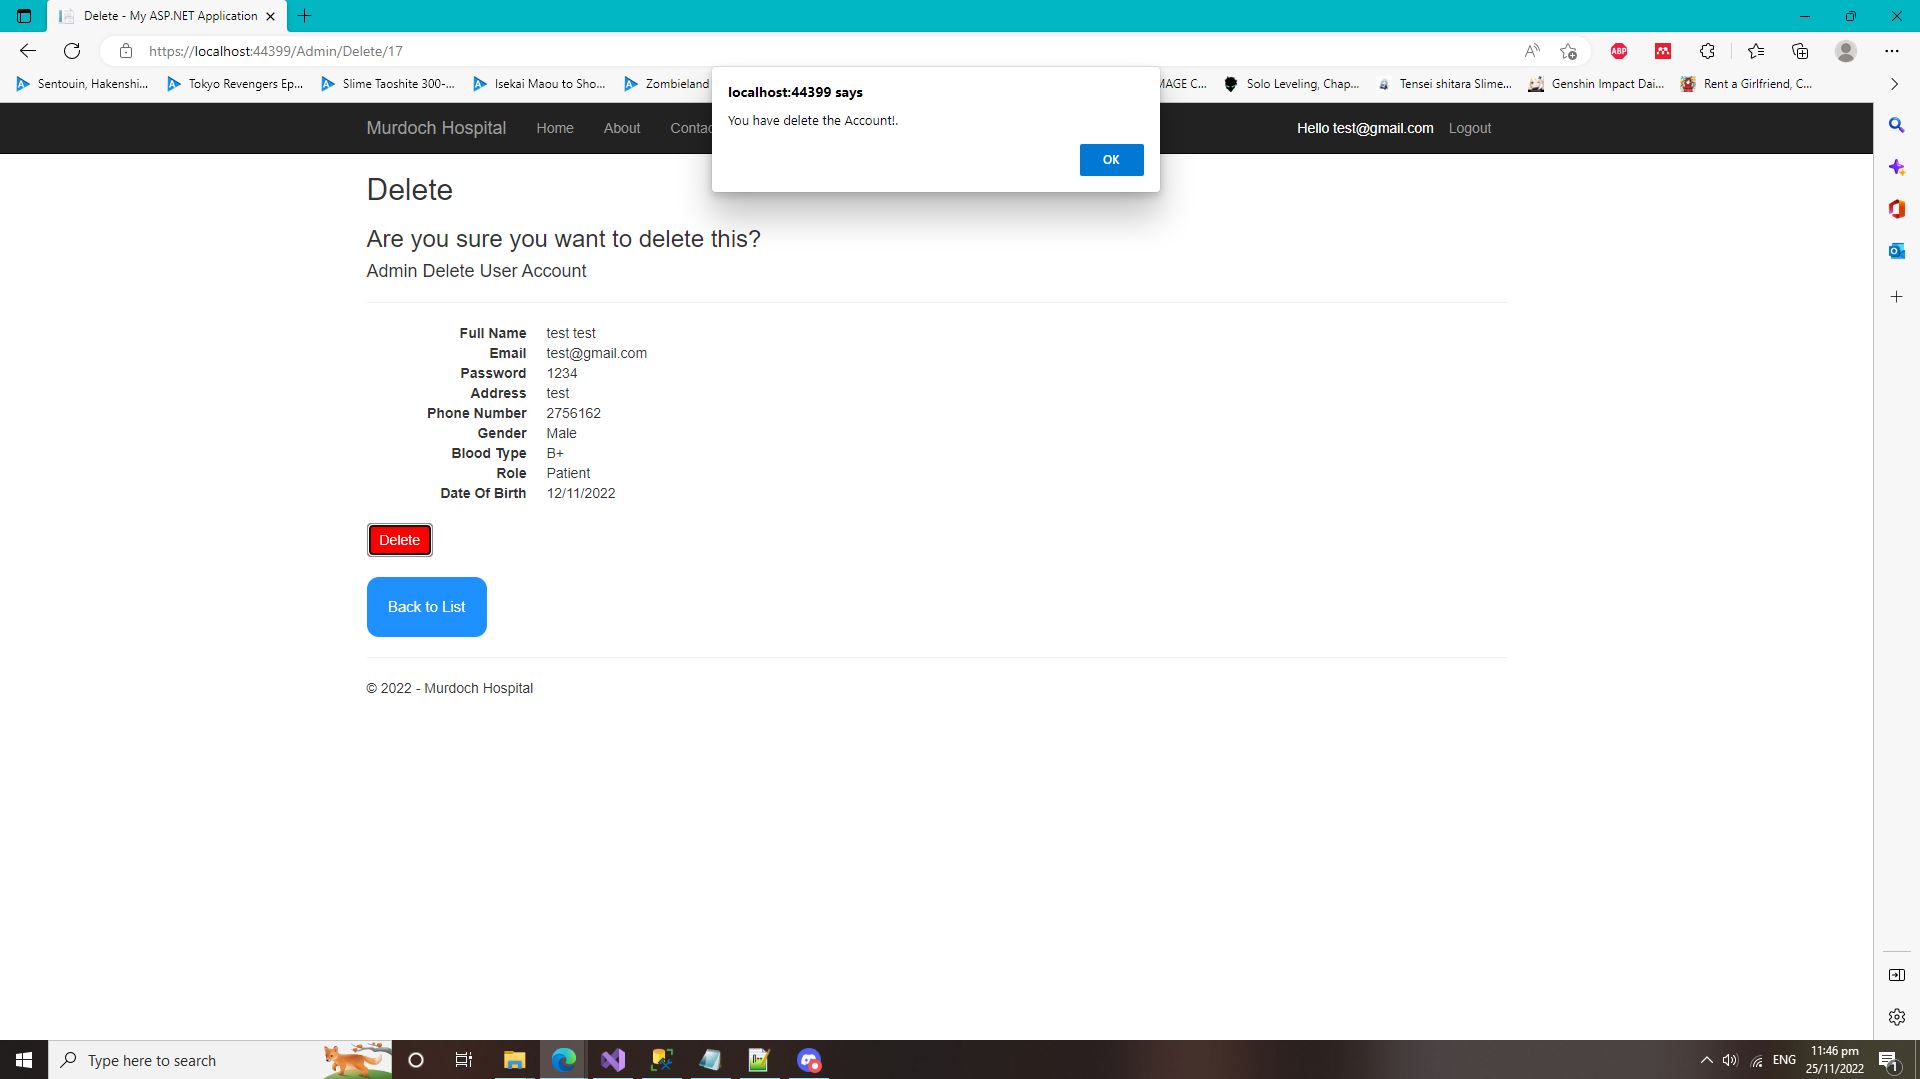 Delete - My ASP.NET Application
https://localhost:44399/Admin/Delete/17
ABP
Sentouin, Hakenshi...
Tokyo Revengers Ep...
Slime Taoshite 300-...
Isekai Maou to Sho...
Zombieland
MAGE C...
Solo Leveling, Chap...
Tensei shitara Slime...
Genshin Impact Dai...
Rent a Girlfriend, C...
localhost:44399 says
You have delete the Account!.
OK
Murdoch Hospital
Home
About
Contac
Hello test@gmail.com
Logout
Delete
Are you sure you want to delete this?
Admin Delete User Account
Full Name test test
Email test@gmail.com
Password 1234
Address test
Phone Number 2756162
Gender Male
Blood Type B+
Role Patient
Date Of Birth 12/11/2022
Delete
Back to List
© 2022 - Murdoch Hospital
Type here to search
ENG
11:46 pm
25/11/2022
1